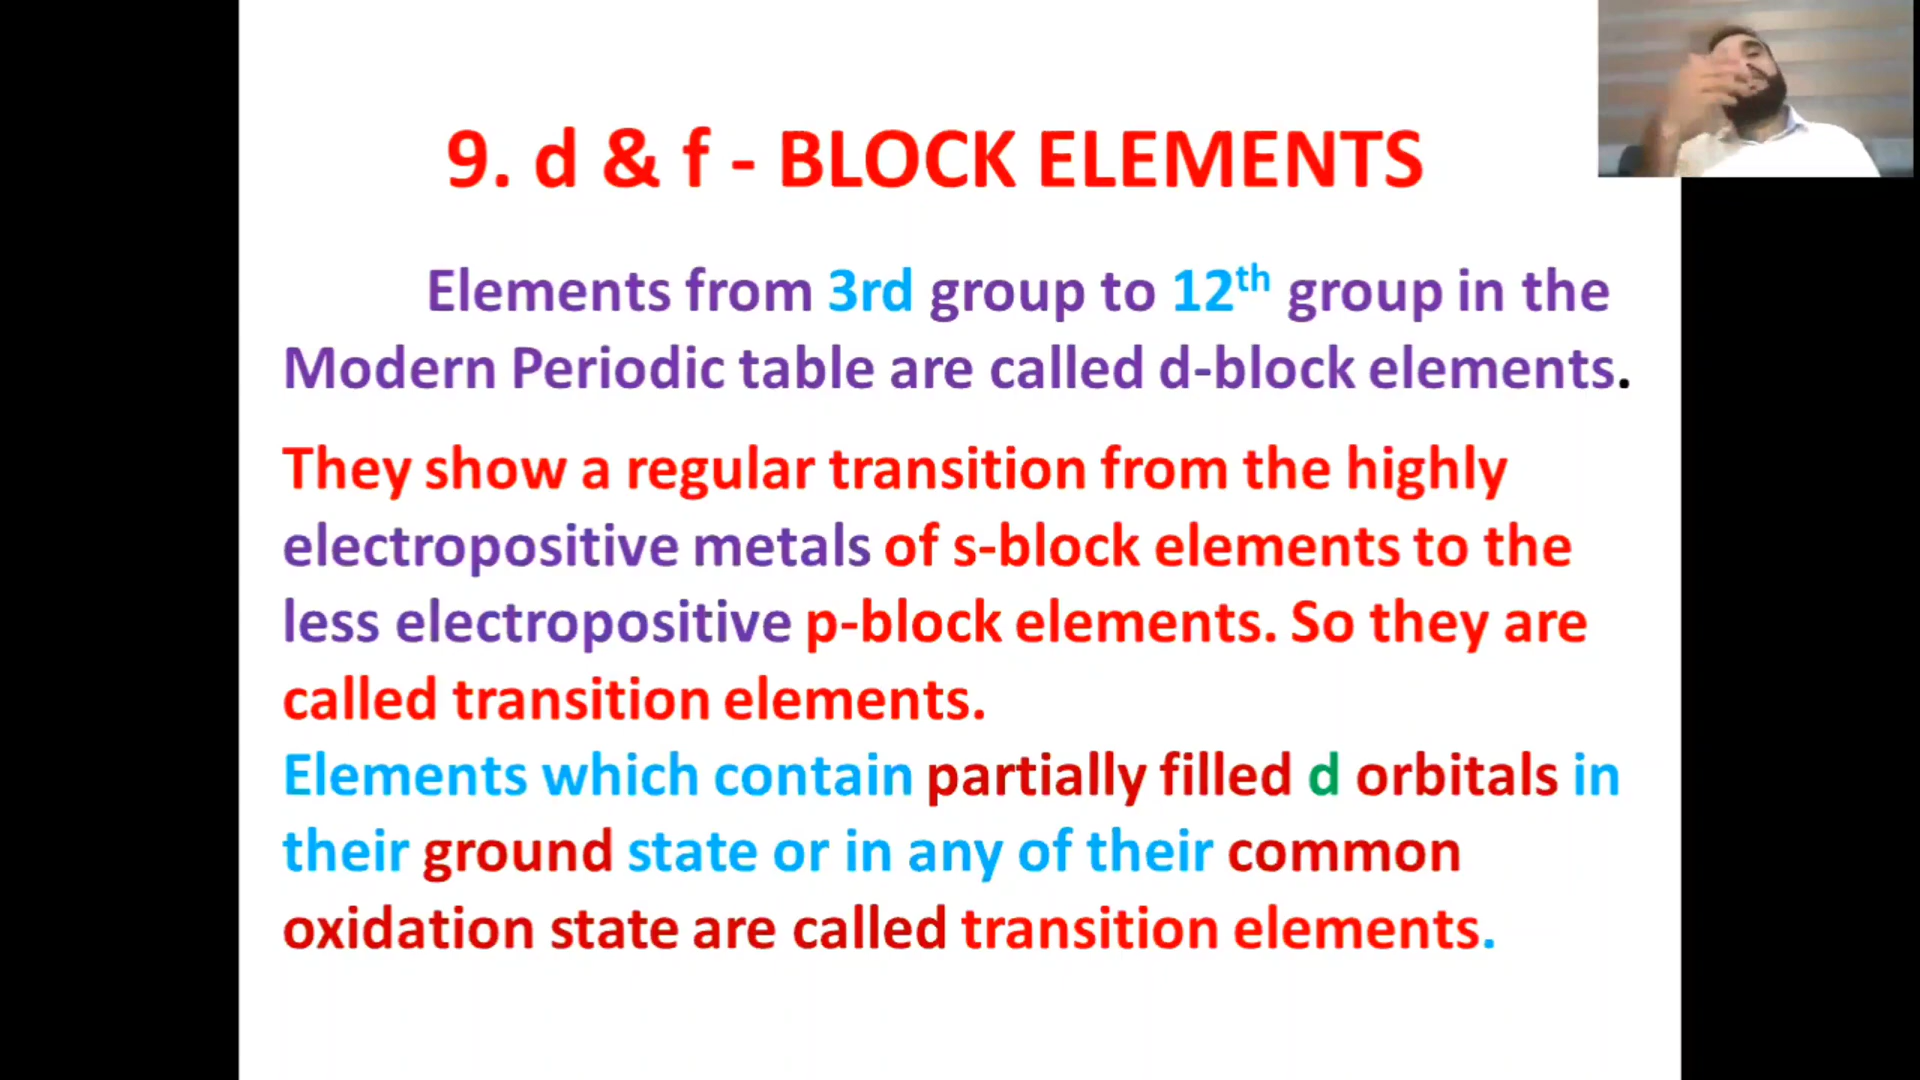 9. d & f - BLOCK ELEMENTS
Elements from 3rd group to 12th group in the
Modern Periodic table are called d-block elements.
They show a regular transition from the highly
electropositive metals of s-block elements to the
less electropositive p-block elements. So they are
called transition elements.
Elements which contain partially filled d orbitals in
their ground state or in any of their common
oxidation state are called transition elements.